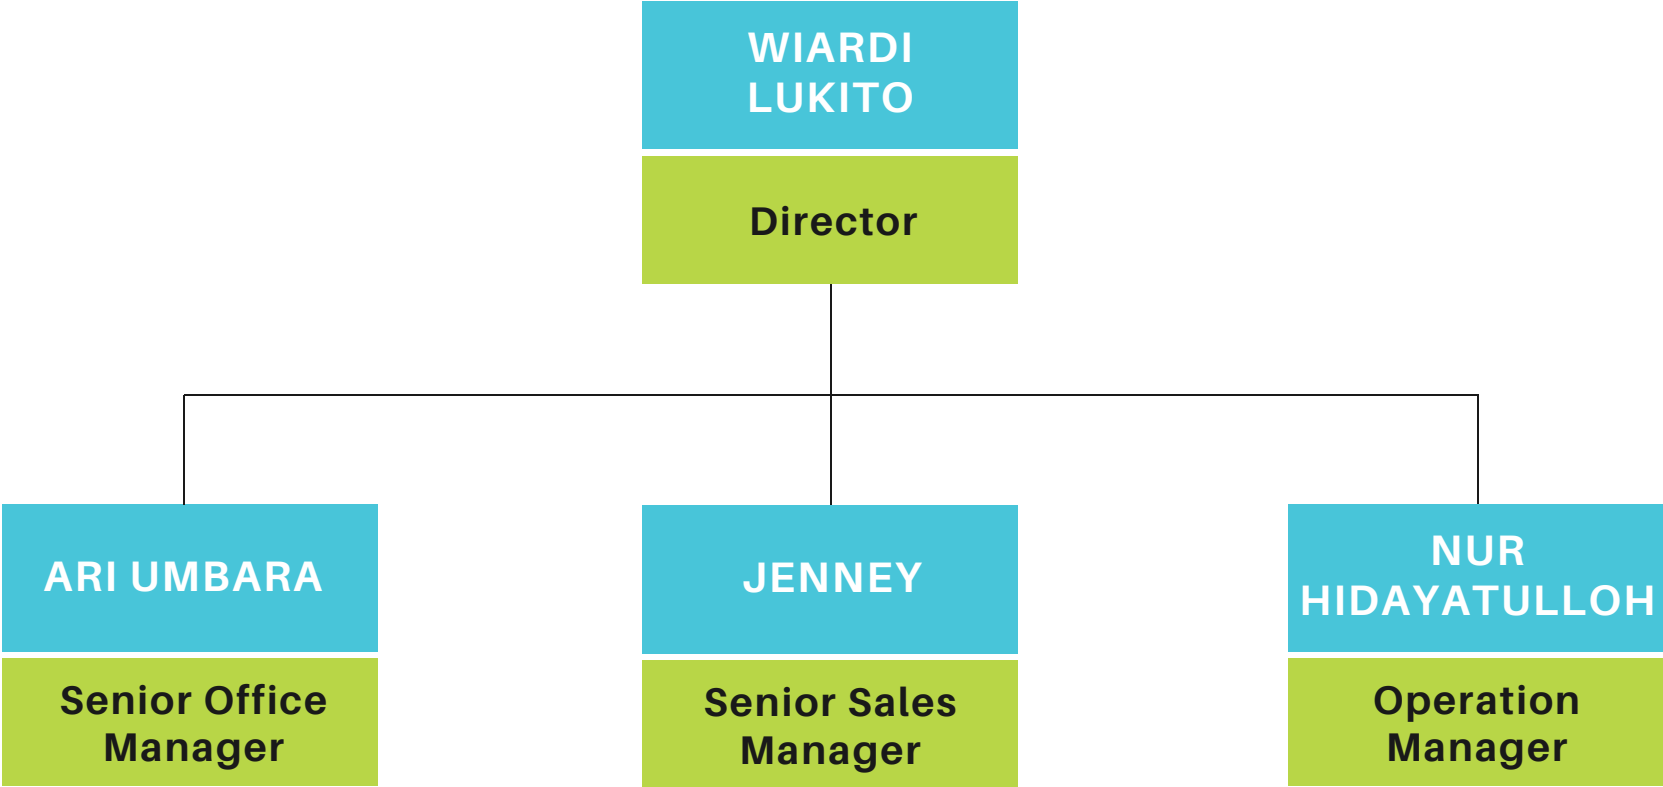 WIARDI
LUKITO
Director
ARI UMBARA
Senior Office
Manager
JENNEY
Senior Sales
Manager
NUR
HIDAYATULLOH
Operation
Manager